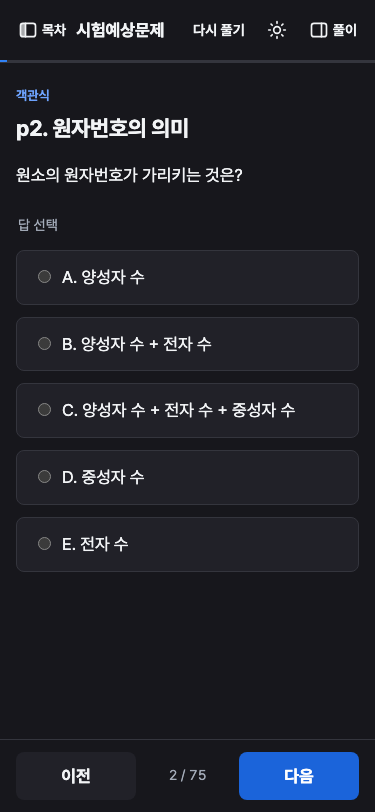 목차 시험예상문제 다시 풀기 풀이
객관식
p2. 원자번호의 의미
원소의 원자번호가 가리키는 것은?
답 선택
A. 양성자 수
B. 양성자 수 + 전자 수
C. 양성자 수 + 전자 수 + 중성자 수
D. 중성자 수
E. 전자 수
이전 2 / 75 다음